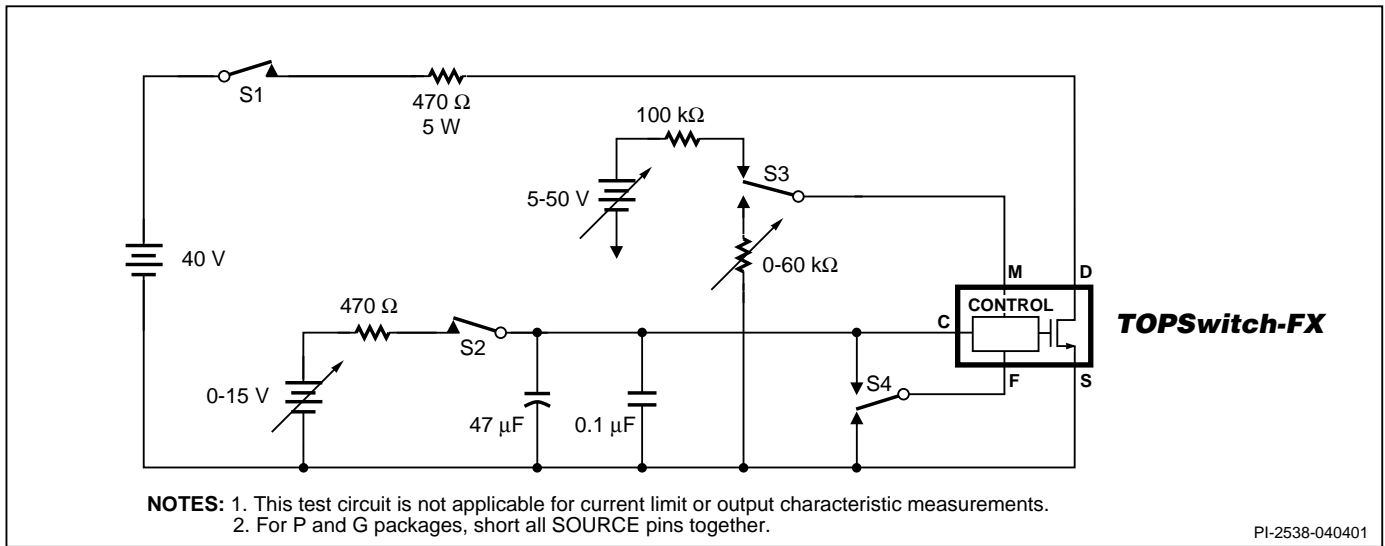 S1
470 Ω
5 W
100 kΩ
S3
5-50 V
40 V
0-60 kΩ
M
D
470 Ω
CONTROL
C
TOPSwitch-FX
S2
F
S
S4
0-15 V
47 µF
0.1 µF
NOTES: 1. This test circuit is not applicable for current limit or output characteristic measurements.
2. For P and G packages, short all SOURCE pins together.
PI-2538-040401